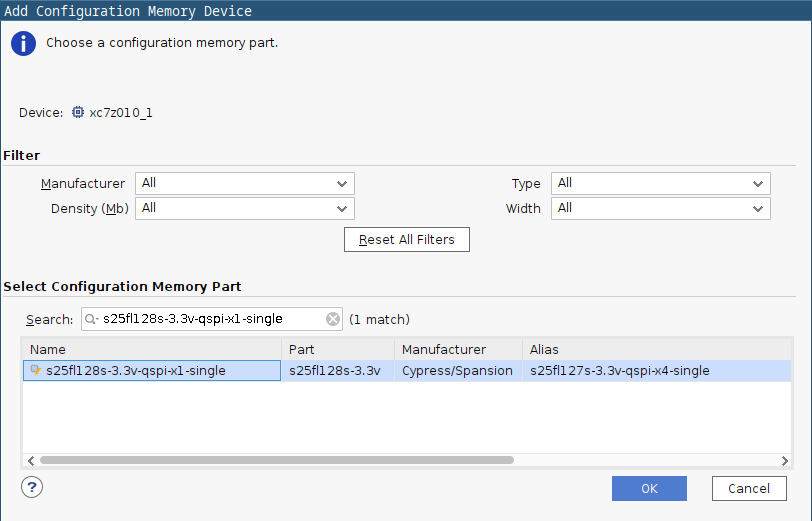 Add Configuration Memory Device
i Choose a configuration memory part.
Device: xc7z010_1
Filter
Manufacturer All Type All
Density (Mb) All Width All
Reset All Filters
Select Configuration Memory Part
Search: s25fl128s-3.3v-qspi-x1-single (1 match)
Name Part Manufacturer Alias
s25fl128s-3.3v-qspi-x1-single s25fl128s-3.3v Cypress/Spansion s25fl127s-3.3v-qspi-x4-single
? OK Cancel